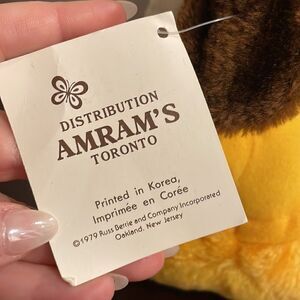 DISTRIBUTION
AMRAM'S
TORONTO
Printed in Korea,
Imprimée en Corée
©1979 Russ Berrie and Company Incorporated
Oakland, New Jersey